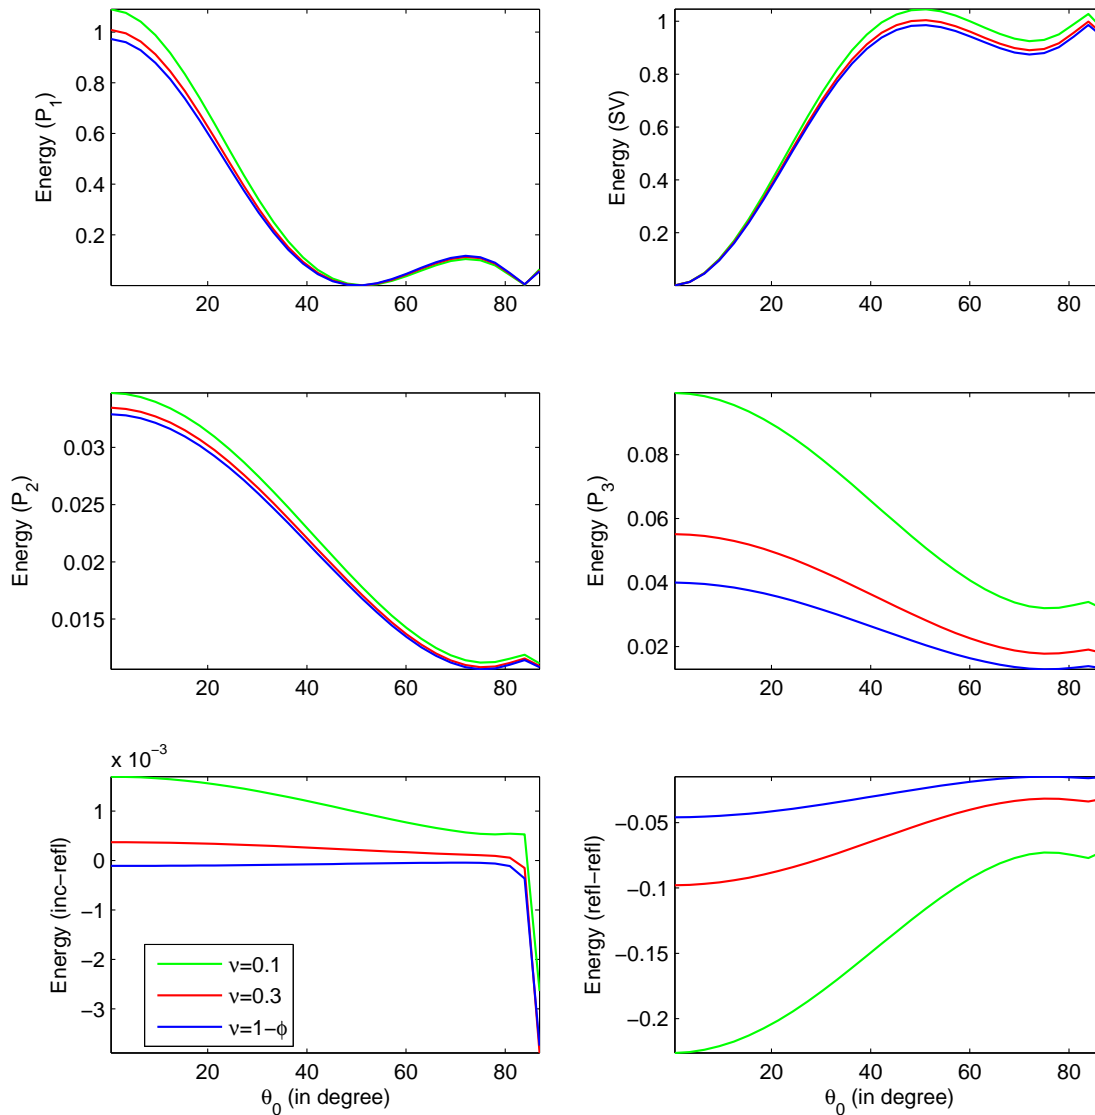 1
0.8
0.6
0.4
0.2
20 40 60 80
Energy (P1)
1
0.8
0.6
0.4
0.2
20 40 60 80
Energy (SV)
0.03
0.025
0.02
0.015
20 40 60 80
Energy (P2)
0.08
0.06
0.04
0.02
20 40 60 80
Energy (P3)
x 10−3
1
0
−1
−2
−3
20 40 60 80
Energy (inc−refl)
θ0 (in degree)
ν=0.1
ν=0.3
ν=1−ϕ
−0.05
−0.1
−0.15
−0.2
20 40 60 80
Energy (refl−refl)
θ0 (in degree)